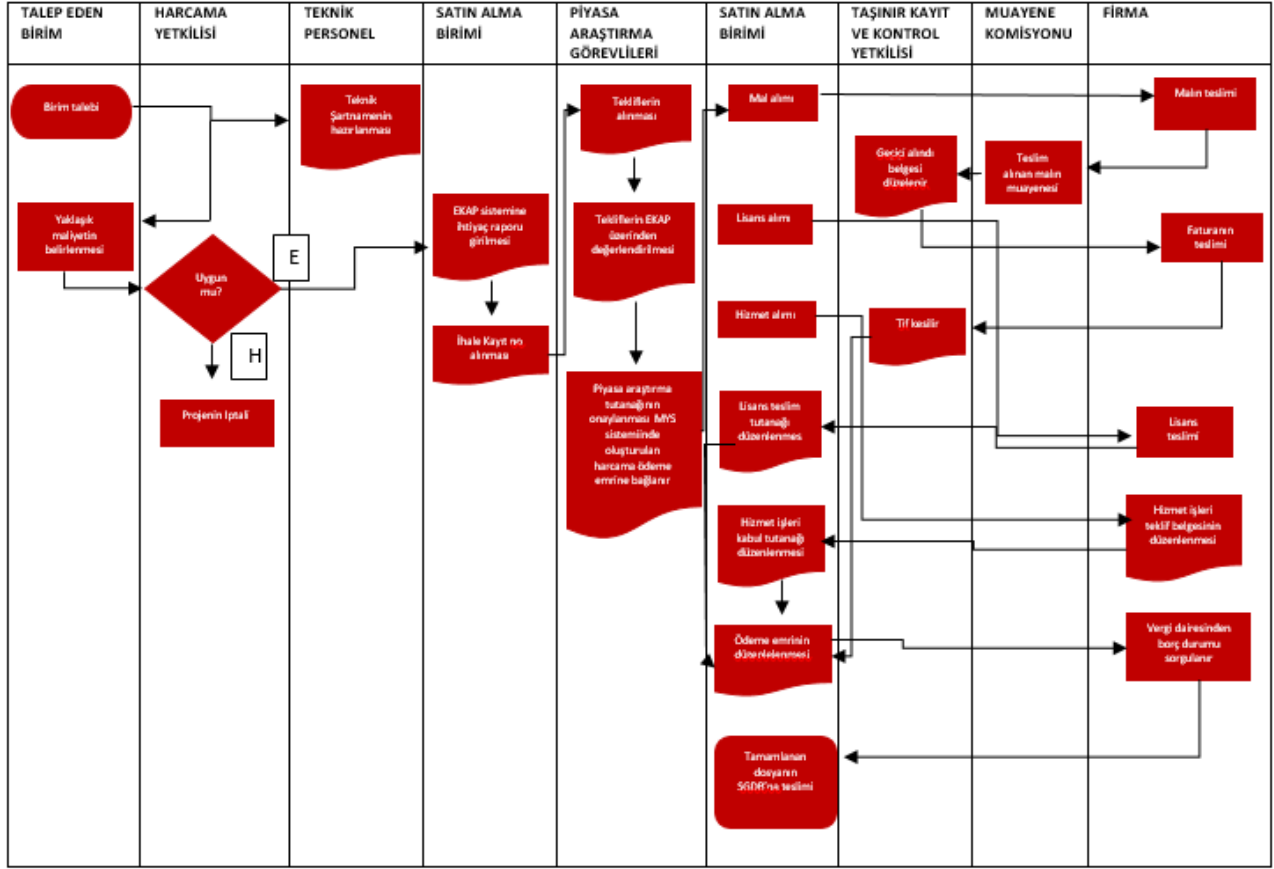 TALEP EDEN
BİRİM
HARCAMA
YETKİLİSİ
TEKNİK
PERSONEL
SATIN ALMA
BİRİMİ
PİYASA
ARAŞTIRMA
GÖREVLİLERİ
SATIN ALMA
BİRİMİ
TAŞINIR KAYIT
VE KONTROL
YETKİLİSİ
MUAYENE
KOMİSYONU
FİRMA
Birim talebi
Yaklaşık
maliyetin
belirlenmesi
Uygun
mu?
E
H
Projenin İptali
Teknik
Şartnamenin
hazırlanması
EKAP sistemine
ihtiyaç raporu
girilmesi
İhale Kayıt no
alınması
Tekliflerin
alınması
Tekliflerin EKAP
üzerinden
değerlendirilmesi
Piyasa araştırma
tutanağının
onaylanması MYS
sistemiinde
oluşturulan
harcama ödeme
emrine bağlanır
Mal alımı
Lisans alımı
Hizmet alımı
Lisans teslim
tutanağı
düzenlenmes
Hizmet işleri
kabul tutanağı
düzenlenmesi
Ödeme emrinin
düzenlelenmesi
Tamamlanan
dosyanın
SGDB'na teslimi
Geçici alındı
belgesi
düzelenir
Tif kesilir
Teslim
alınan malın
muayenesi
Malın teslimi
Faturanın
teslimi
Lisans
teslimi
Hizmet işleri
teklif belgesinin
düzenlenmesi
Vergi dairesinden
borç durumu
sorgulanır